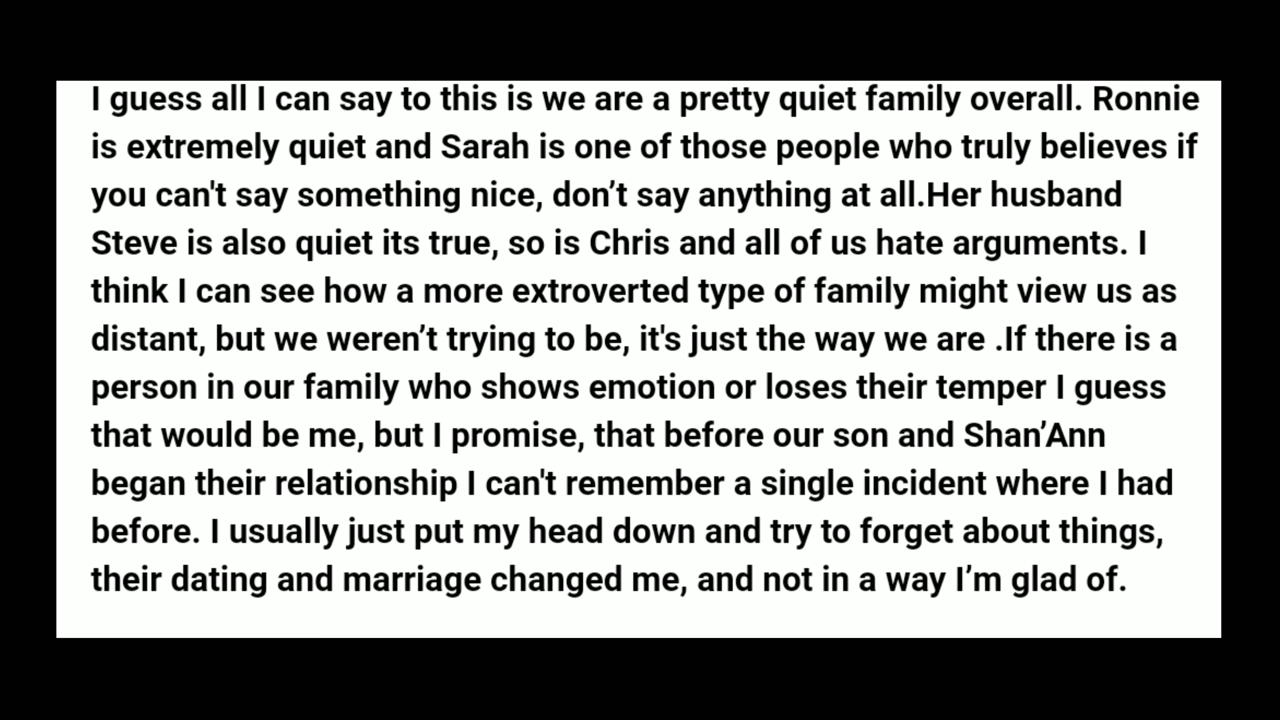 I guess all I can say to this is we are a pretty quiet family overall. Ronnie
is extremely quiet and Sarah is one of those people who truly believes if
you can't say something nice, don’t say anything at all.Her husband
Steve is also quiet its true, so is Chris and all of us hate arguments. I
think I can see how a more extroverted type of family might view us as
distant, but we weren’t trying to be, it's just the way we are .If there is a
person in our family who shows emotion or loses their temper I guess
that would be me, but I promise, that before our son and Shan’Ann
began their relationship I can't remember a single incident where I had
before. I usually just put my head down and try to forget about things,
their dating and marriage changed me, and not in a way I’m glad of.